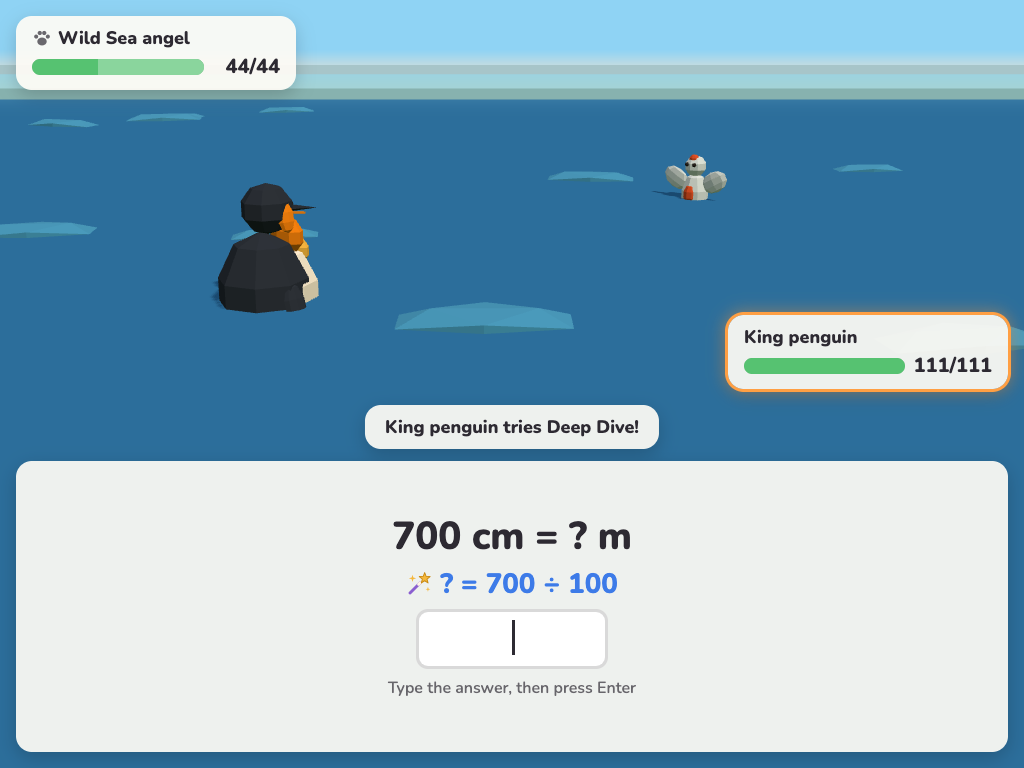 Wild Sea angel
44/44
King penguin
111/111
King penguin tries Deep Dive!
700 cm = ? m
? = 700 ÷ 100
Type the answer, then press Enter